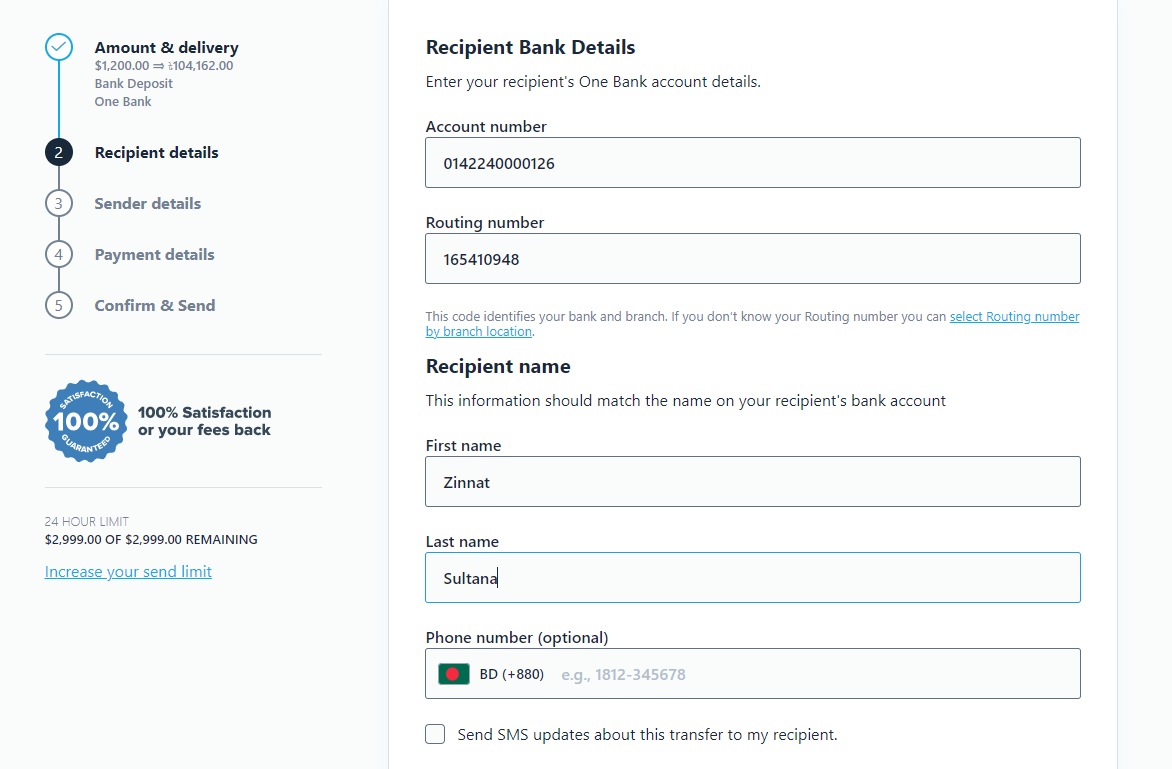 Amount & delivery
$1,200.00 ⇒ ৳104,162.00
Bank Deposit
One Bank
2 Recipient details
3 Sender details
4 Payment details
5 Confirm & Send
SATISFACTION
100%
GUARANTEED
100% Satisfaction
or your fees back
24 HOUR LIMIT
$2,999.00 OF $2,999.00 REMAINING
Increase your send limit
Recipient Bank Details
Enter your recipient's One Bank account details.
Account number
0142240000126
Routing number
165410948
This code identifies your bank and branch. If you don't know your Routing number you can select Routing number
by branch location.
Recipient name
This information should match the name on your recipient's bank account
First name
Zinnat
Last name
Sultana
Phone number (optional)
BD (+880) e.g., 1812-345678
Send SMS updates about this transfer to my recipient.